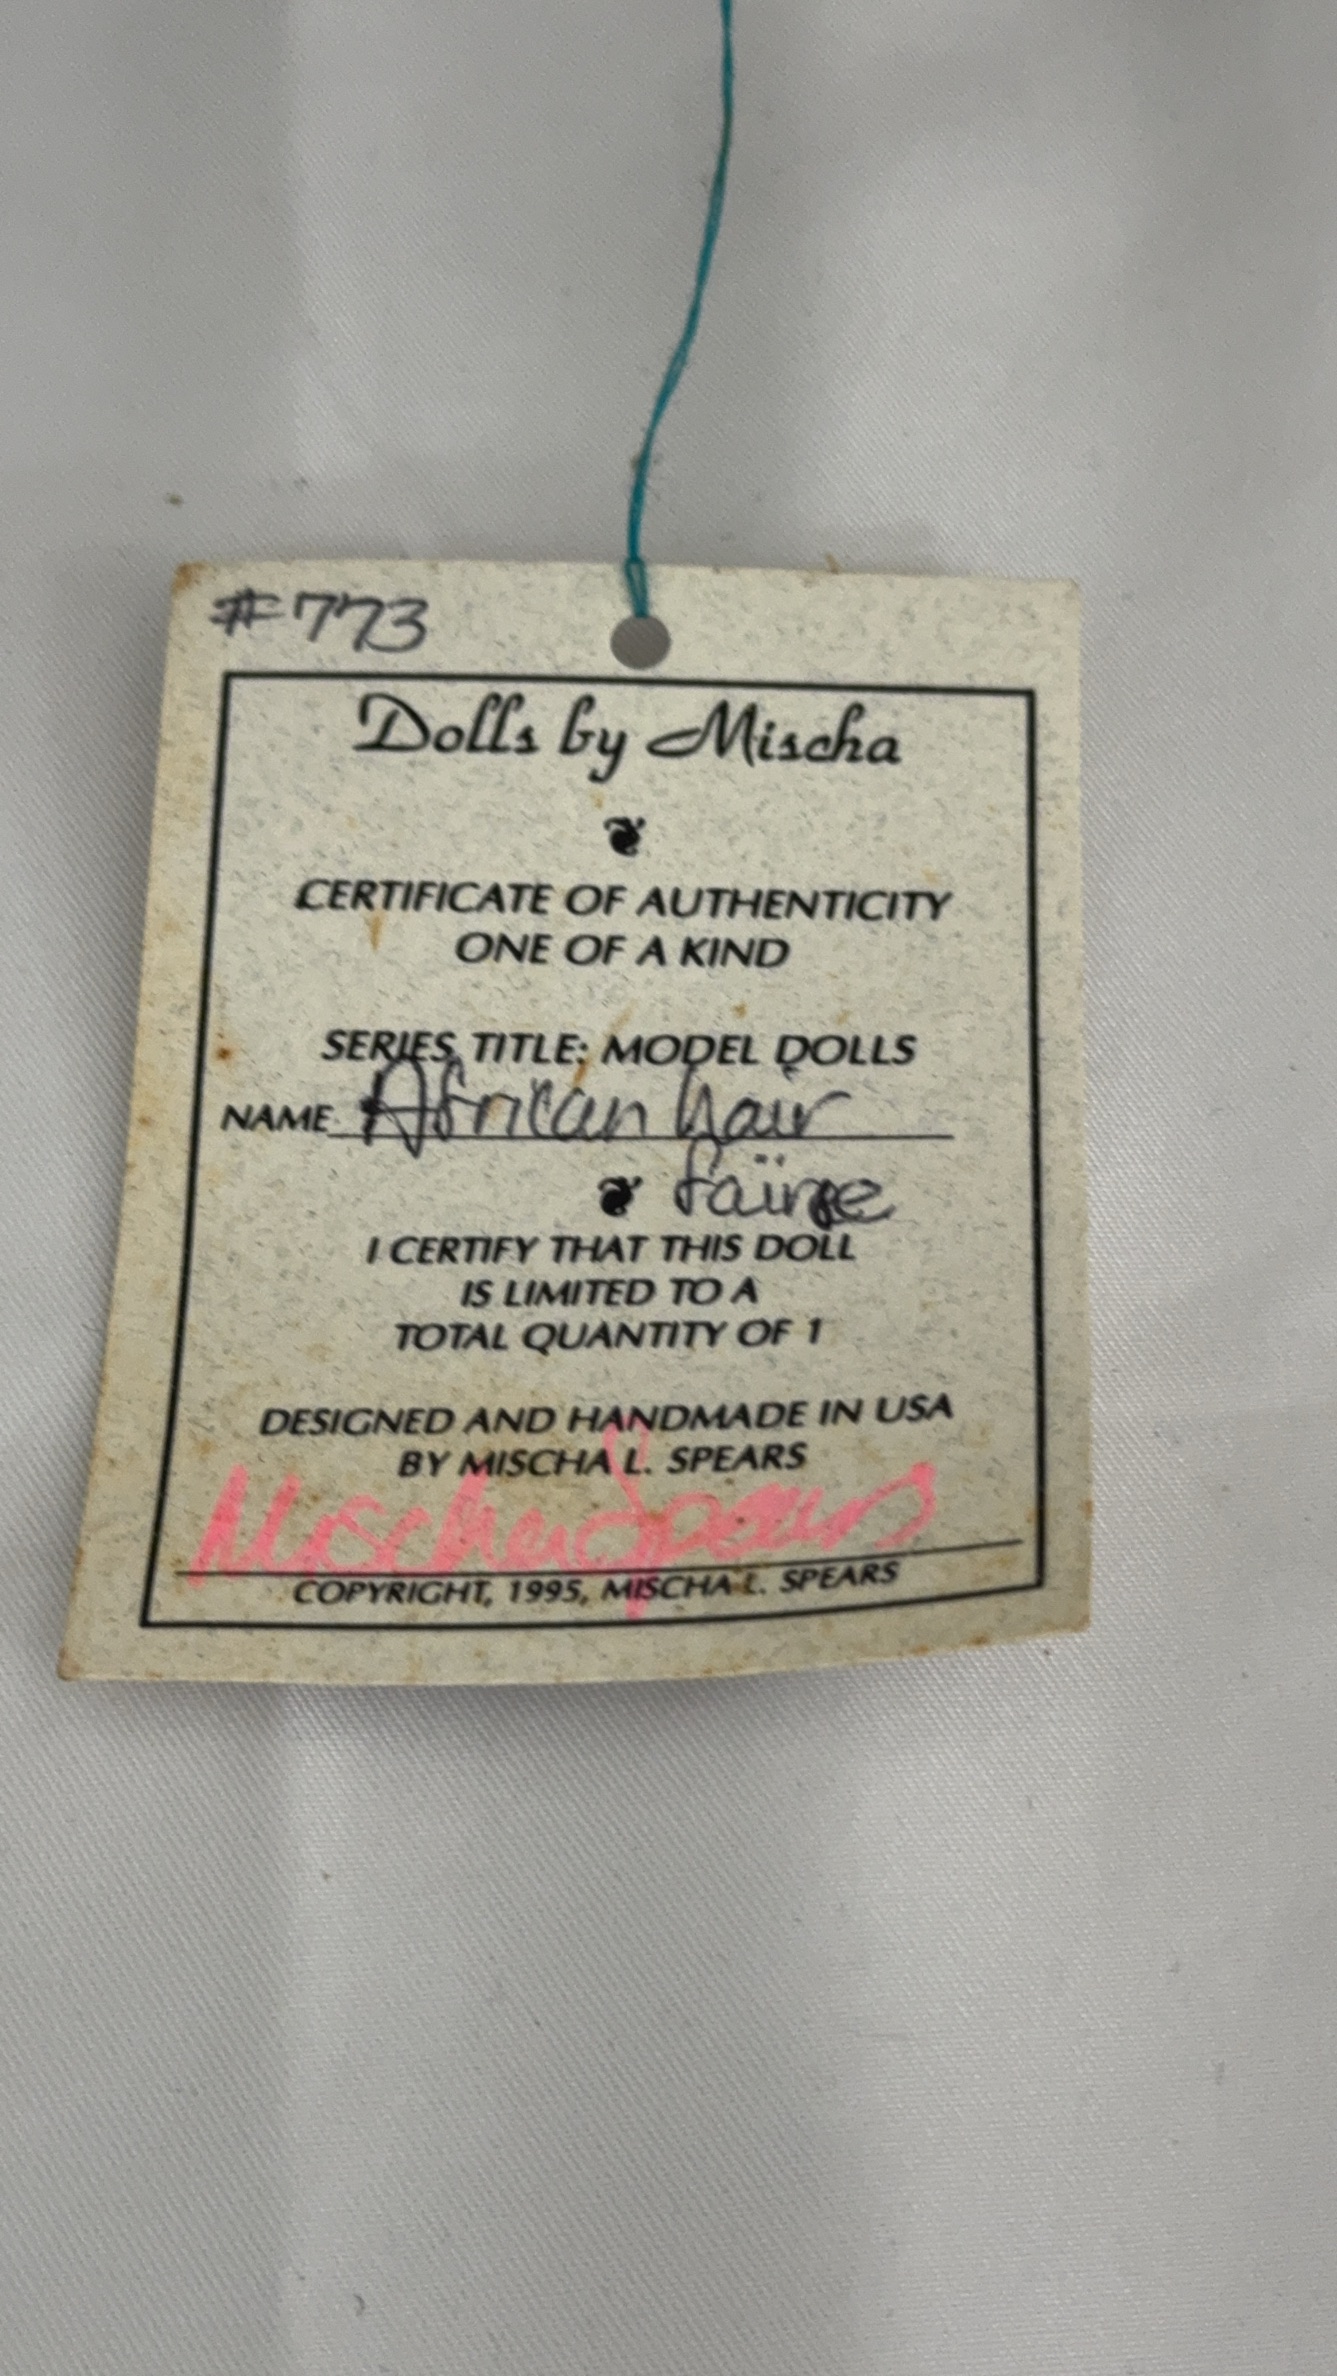 #773
Dolls by Mischa
CERTIFICATE OF AUTHENTICITY
ONE OF A KIND
SERIES TITLE: MODEL DOLLS
NAME African hair
I CERTIFY THAT THIS DOLL
IS LIMITED TO A
TOTAL QUANTITY OF 1
DESIGNED AND HANDMADE IN USA
BY MISCHA L. SPEARS
Mischa Spears
COPYRIGHT, 1995, MISCHA L. SPEARS